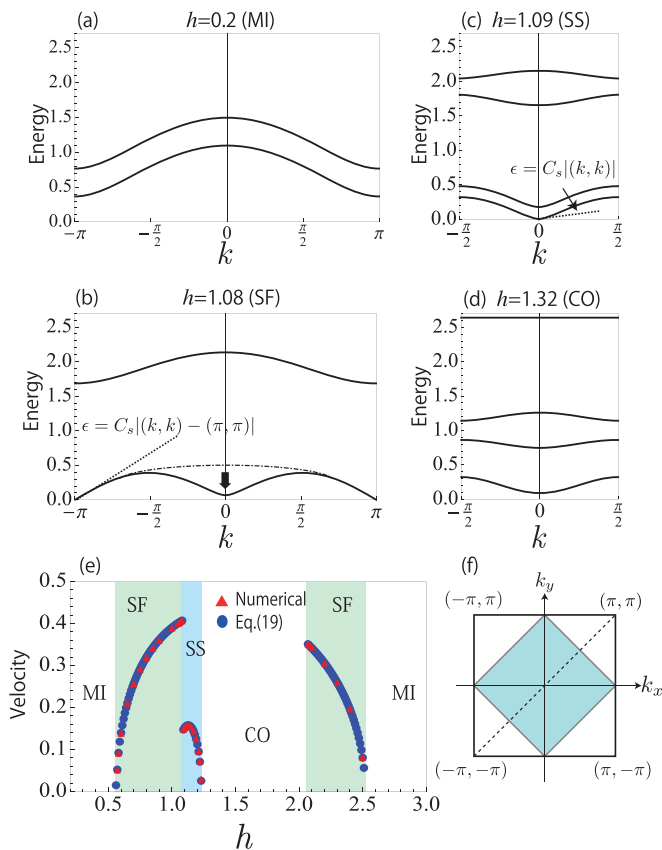 (a) h=0.2 (MI)
Energy
2.5
2.0
1.5
1.0
0.5
0.0
−π −π/2 0 π/2 π
k
(c) h=1.09 (SS)
Energy
2.5
2.0
1.5
1.0
0.5
0.0
ϵ = Cs|(k, k)|
−π/2 0 π/2
k
(b) h=1.08 (SF)
Energy
2.5
2.0
1.5
1.0
0.5
0.0
ϵ = Cs|(k, k) − (π, π)|
−π −π/2 0 π/2 π
k
(d) h=1.32 (CO)
Energy
2.5
2.0
1.5
1.0
0.5
0.0
−π/2 0 π/2
k
(e)
Velocity
0.5
0.4
0.3
0.2
0.1
0.0
SF Numerical SF
Eq.(19)
SS
MI CO MI
0.5 1.0 1.5 2.0 2.5 3.0
h
(f)
ky
(−π, π) (π, π)
kx
(−π, −π) (π, −π)